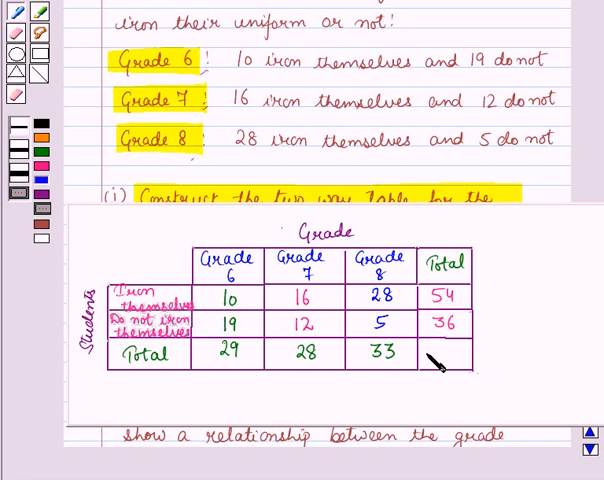 iron their uniform or not!
Grade 6 : 10 iron themselves and 19 do not
Grade 7 : 16 iron themselves and 12 do not
Grade 8 : 28 iron themselves and 5 do not
(i) Construct the two way Table for the
Grade
Grade 6 Grade 7 Grade 8 Total
Students
Iron themselves 10 16 28 54
Do not iron themselves 19 12 5 36
Total 29 28 33
show a relationship between the grade